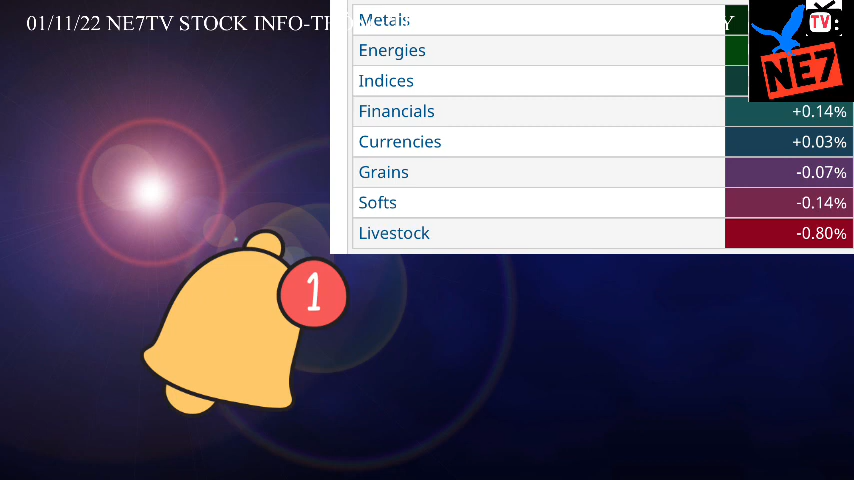 01/11/22 NE7TV STOCK INFO-
Metals
Energies
Indices
Financials +0.14%
Currencies +0.03%
Grains -0.07%
Softs -0.14%
Livestock -0.80%
TV
NE7
1